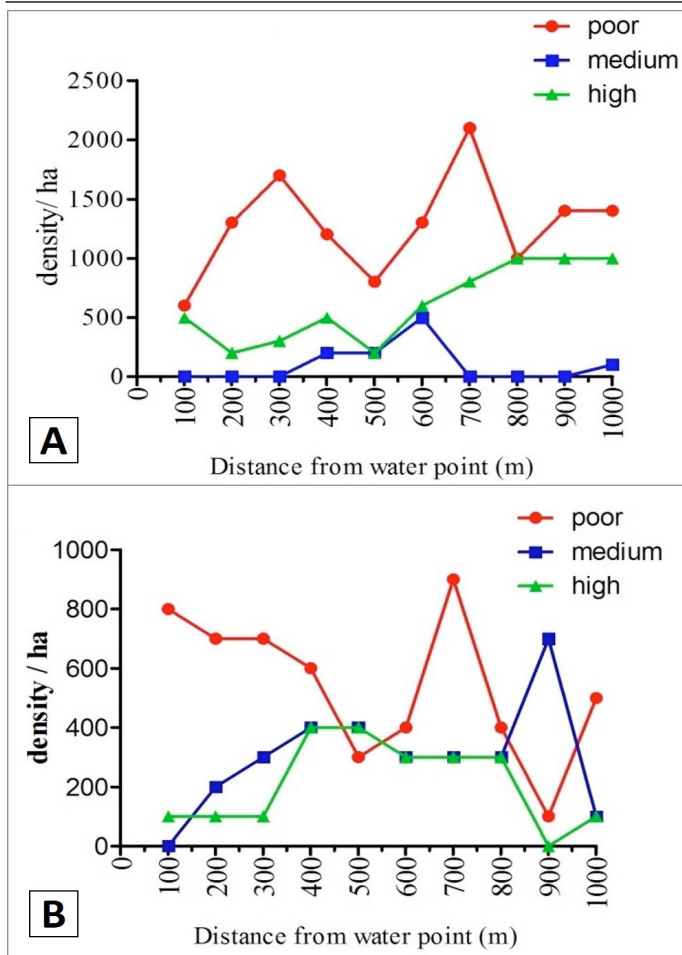 poor
medium
high
2500
2000
1500
1000
500
0
density/ ha
0 100 200 300 400 500 600 700 800 900 1000
A
Distance from water point (m)
poor
medium
high
1000
800
600
400
200
0
density / ha
0 100 200 300 400 500 600 700 800 900 1000
B
Distance from water point (m)